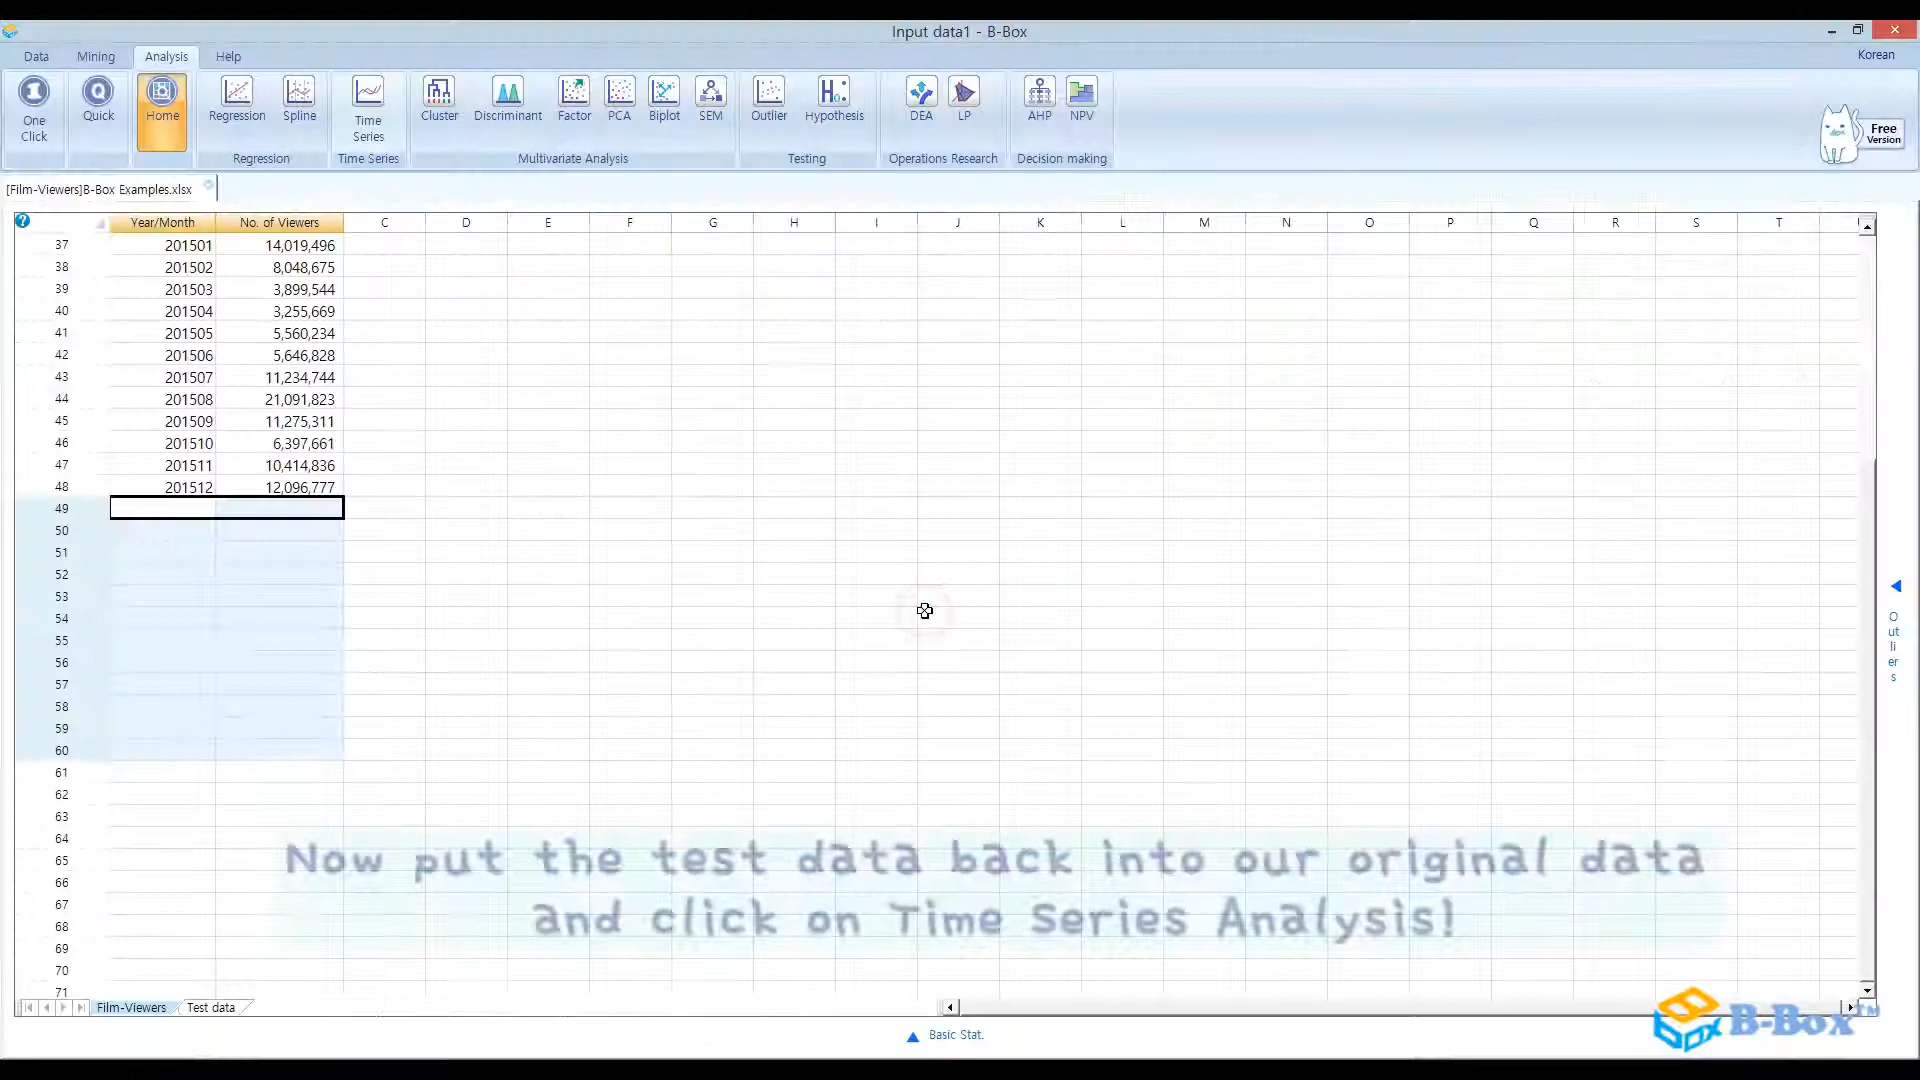 Input data1 - B-Box
Data Mining Analysis Help Korean
One Click
Quick
Home
Regression Spline
Time Series
Cluster Discriminant Factor PCA Biplot SEM
Outlier Hypothesis
DEA LP
AHP NPV
Free Version
Regression Time Series Multivariate Analysis Testing Operations Research Decision making
[Film-Viewers]B-Box Examples.xlsx
Year/Month No. of Viewers C D E F G H I J K L M N O P Q R S T
37 201501 14,019,496
38 201502 8,048,675
39 201503 3,899,544
40 201504 3,255,669
41 201505 5,560,234
42 201506 5,646,828
43 201507 11,234,744
44 201508 21,091,823
45 201509 11,275,311
46 201510 6,397,661
47 201511 10,414,836
48 201512 12,096,777
49
50
51
52
53
54
55
56
57
58
59
60
61
62
63
64
65
66
67
68
69
70
71
Outliers
Now put the test data back into our original data
and click on Time Series Analysis!
Film-Viewers Test data
Basic Stat.
B-Box™